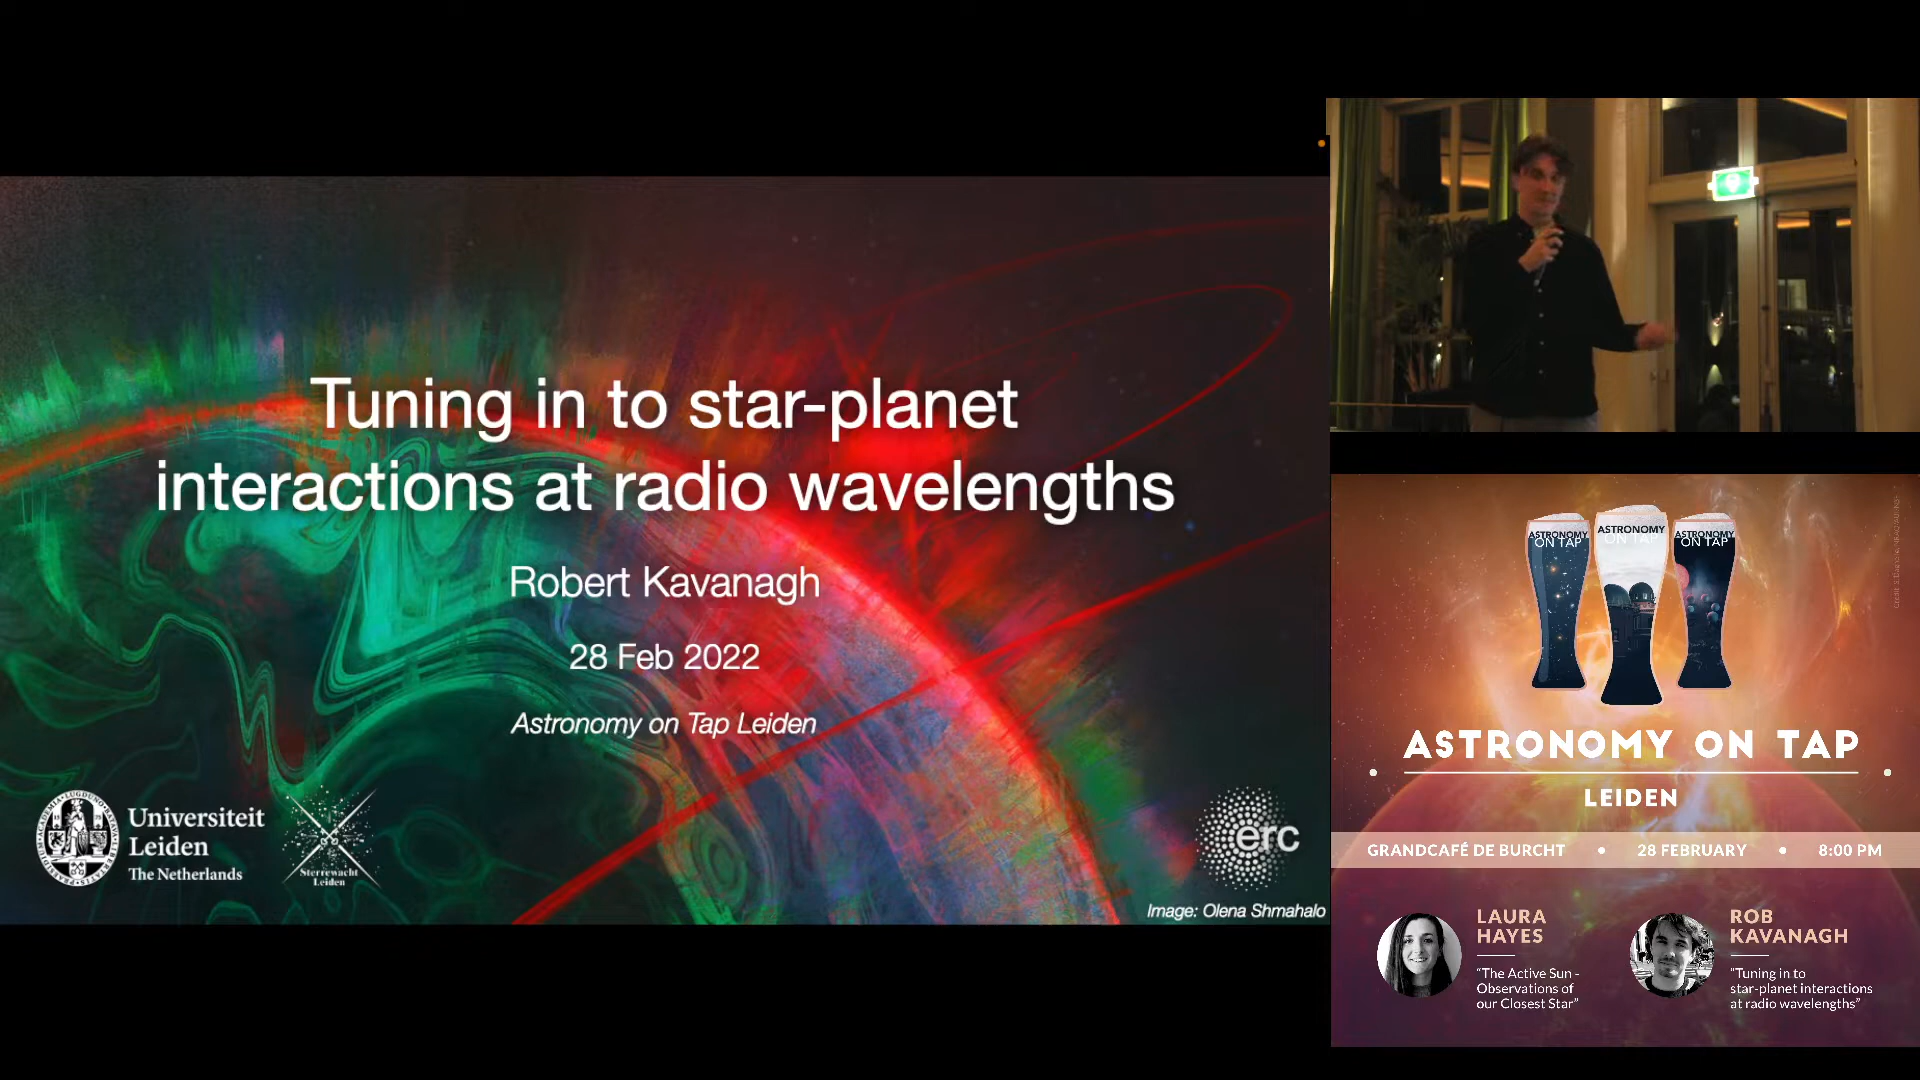 Tuning in to star-planet
interactions at radio wavelengths
Robert Kavanagh
28 Feb 2022
Astronomy on Tap Leiden
Universiteit
Leiden
The Netherlands
Sterrewacht
Leiden
erc
Image: Olena Shmahalo
ASTRONOMY
ON TAP
ASTRONOMY
ON TAP
ASTRONOMY
ON TAP
ASTRONOMY ON TAP
LEIDEN
GRANDCAFÉ DE BURCHT • 28 FEBRUARY • 8:00 PM
LAURA
HAYES
"The Active Sun -
Observations of
our Closest Star"
ROB
KAVANAGH
"Tuning in to
star-planet interactions
at radio wavelengths"